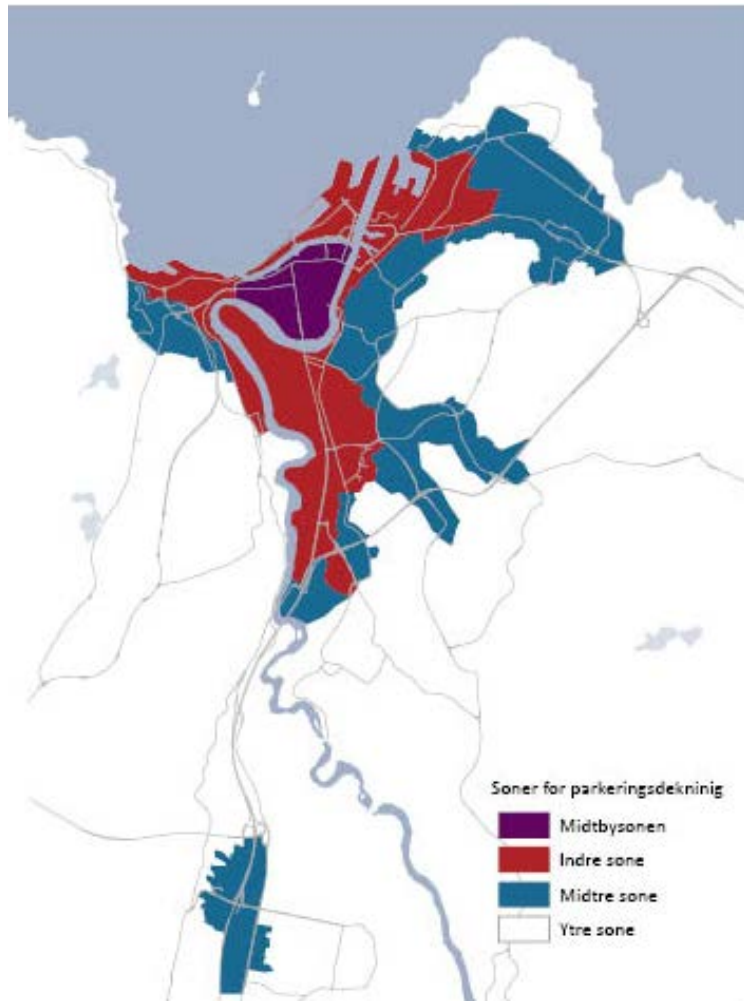 Soner for parkeringsdekninig
Midtbysonen
Indre sone
Midtre sone
Ytre sone